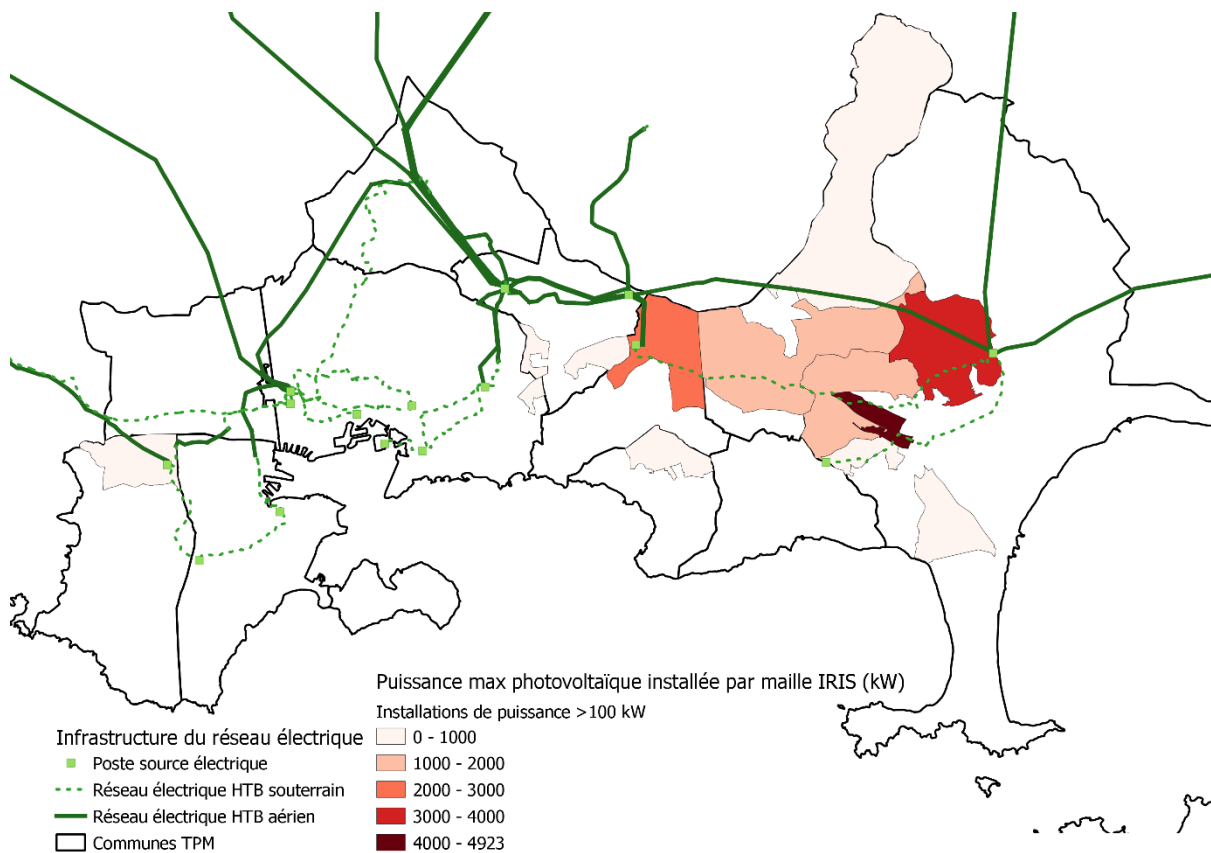 Puissance max photovoltaïque installée par maille IRIS (kW)
Installations de puissance >100 kW
0 - 1000
1000 - 2000
2000 - 3000
3000 - 4000
4000 - 4923
Infrastructure du réseau électrique
Poste source électrique
Réseau électrique HTB souterrain
Réseau électrique HTB aérien
Communes TPM